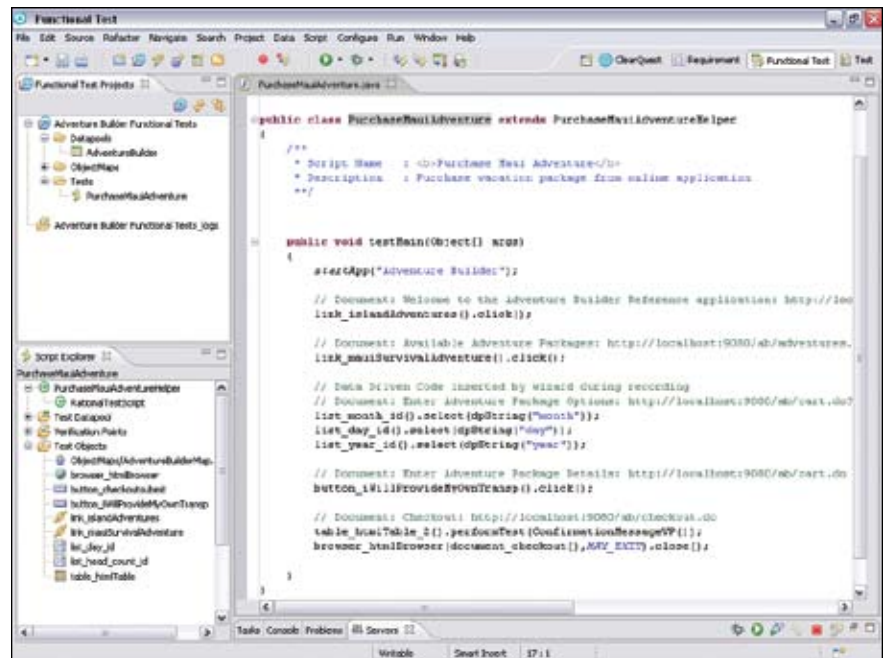 Functional Test
File Edit Source Refactor Navigate Search Project Data Script Configure Run Window Help
ClearQuest Requirement Functional Test Test
Functional Test Projects
Adventure Builder Functional Tests
Datapools
AdventureBuilder
ObjectMaps
Tests
PurchaseMauiAdventure
Adventure Builder Functional Tests_logs
Script Explorer
PurchaseMauiAdventure
PurchaseMauiAdventureHelper
RationalTestScript
Test Datapool
Verification Points
Test Objects
ObjectMaps/AdventureBuilderMap.
browser_htmlBrowser
button_checkoutsubmit
button_iWillProvideMyOwnTransp
link_islandAdventures
link_mauiSurvivalAdventure
list_day_id
list_head_count_id
table_htmlTable
PurchaseMauiAdventure.java
public class PurchaseMauiAdventure extends PurchaseMauiAdventureHelper
{
/**
* Script Name : <b>Purchase Maui Adventure</b>
* Description : Purchase vacation package from online application
**/
public void testMain(Object[] args)
{
startApp("Adventure Builder");
// Document: Welcome to the Adventure Builder Reference application: http://loc
link_islandAdventures().click();
// Document: Available Adventure Packages: http://localhost:9080/ab/adventures.
link_mauiSurvivalAdventure().click();
// Data Driven Code inserted by wizard during recording
// Document: Enter Adventure Package Options: http://localhost:9080/ab/cart.do?
list_month_id().select(dpString("month"));
list_day_id().select(dpString("day"));
list_year_id().select(dpString("year"));
// Document: Enter Adventure Package Details: http://localhost:9080/ab/cart.do
button_iWillProvideMyOwnTransp().click();
// Document: Checkout: http://localhost:9080/ab/checkout.do
table_htmlTable_2().performTest(ConfirmationMessageVP());
browser_htmlBrowser(document_checkout(),MAY_EXIT).close();
}
}
Tasks Console Problems Servers
Writable Smart Insert 17:1